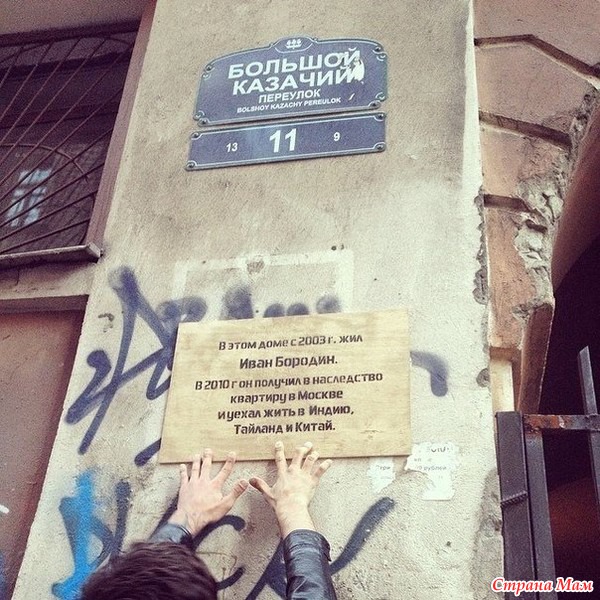 БОЛЬШОЙ
КАЗАЧИЙ
ПЕРЕУЛОК
BOLSHOY KAZACHY PEREULOK
13 11 9
В этом доме с 2003 г. жил
Иван Бородин.
В 2010 г он получил в наследство
квартиру в Москве
и уехал жить в Индию,
Тайланд и Китай.
Страна Мам